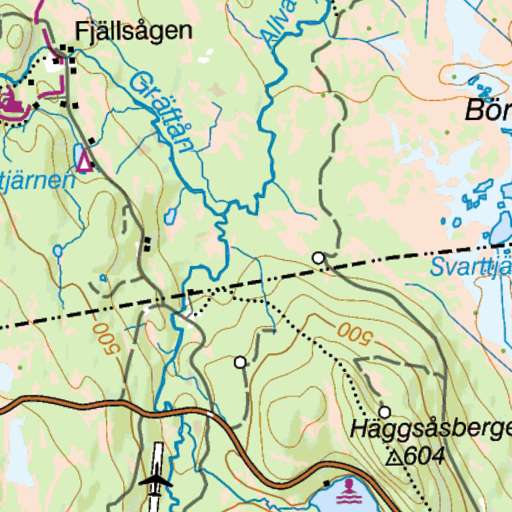 Fjällsågen
Allva
Gräftån
Bör
tjärnen
Svarttjä
500
500
Häggsåsberge
604